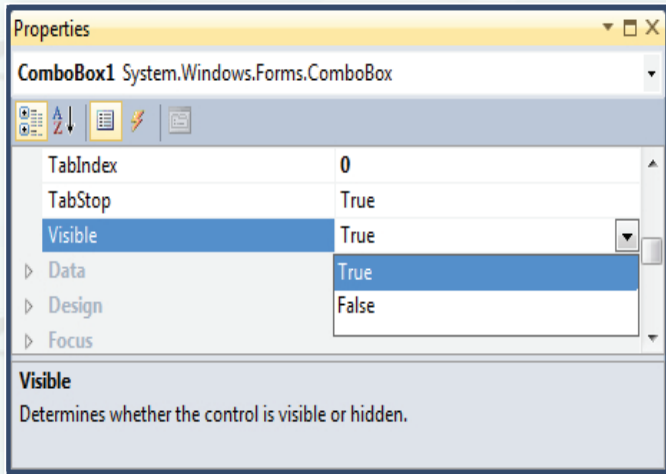 Properties
ComboBox1 System.Windows.Forms.ComboBox
TabIndex 0
TabStop True
Visible True
Data True
Design False
Focus
Visible
Determines whether the control is visible or hidden.